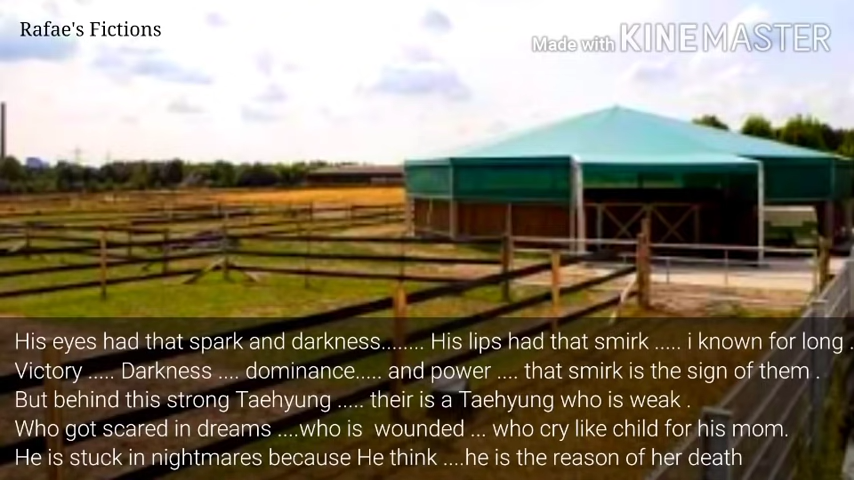 Rafae's Fictions
Made with KINEMASTER
His eyes had that spark and darkness........ His lips had that smirk ..... i known for long .
Victory ..... Darkness .... dominance..... and power .... that smirk is the sign of them .
But behind this strong Taehyung ..... their is a Taehyung who is weak .
Who got scared in dreams ....who is wounded ... who cry like child for his mom.
He is stuck in nightmares because He think ....he is the reason of her death